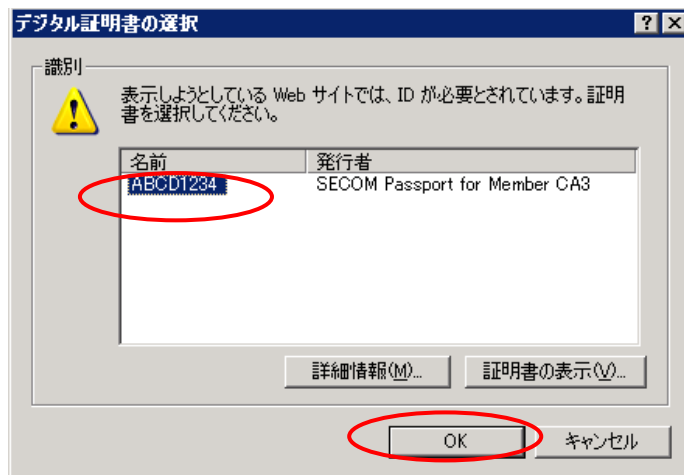 デジタル証明書の選択
識別
表示しようとしている Web サイトでは、ID が必要とされています。証明
書を選択してください。
名前 発行者
ABCD1234 SECOM Passport for Member CA3
詳細情報(M)... 証明書の表示(V)...
OK キャンセル